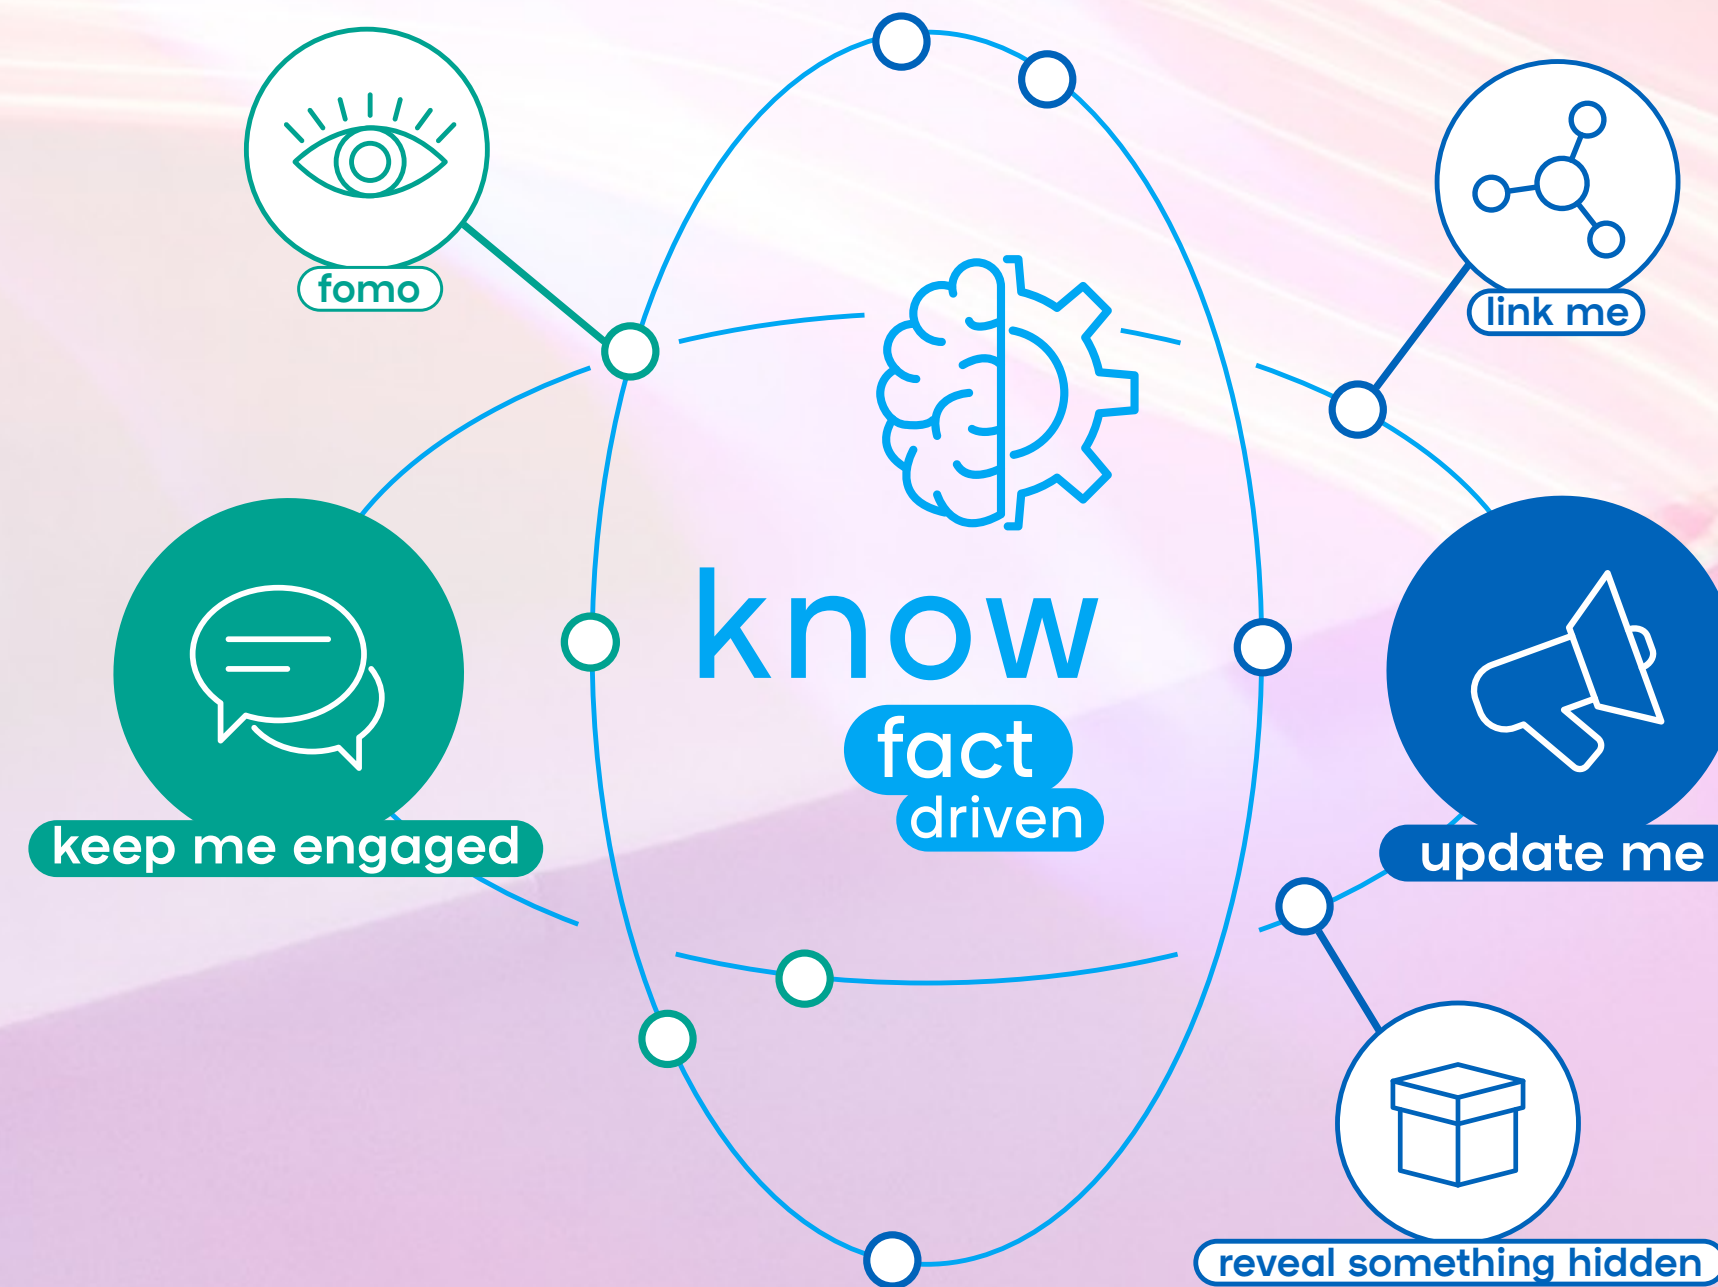 fomo
link me
know
fact
driven
keep me engaged
update me
reveal something hidden